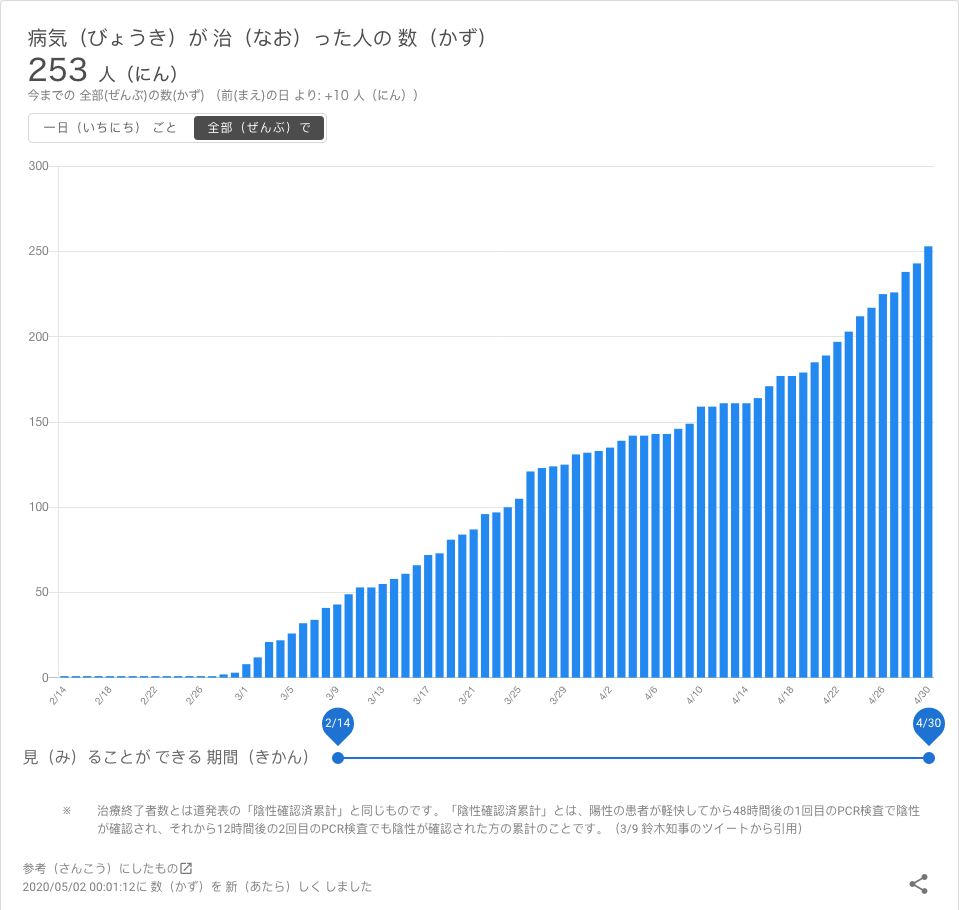 病気（びょうき）が 治（なお）った人の 数（かず）
253 人（にん）
今までの 全部(ぜんぶ)の数(かず) （前(まえ)の日 より: +10 人（にん））
一日（いちにち） ごと 全部（ぜんぶ）で
300
250
200
150
100
50
0
2/14 2/18 2/22 2/26 3/1 3/5 3/9 3/13 3/17 3/21 3/25 3/29 4/2 4/6 4/10 4/14 4/18 4/22 4/26 4/30
2/14 4/30
見（み）ることが できる 期間（きかん）
※ 治療終了者数とは道発表の「陰性確認済累計」と同じものです。「陰性確認済累計」とは、陽性の患者が軽快してから48時間後の1回目のPCR検査で陰性
が確認され、それから12時間後の2回目のPCR検査でも陰性が確認された方の累計のことです。（3/9 鈴木知事のツイートから引用）
参考（さんこう）にしたもの
2020/05/02 00:01:12に 数（かず）を 新（あたら）しく しました